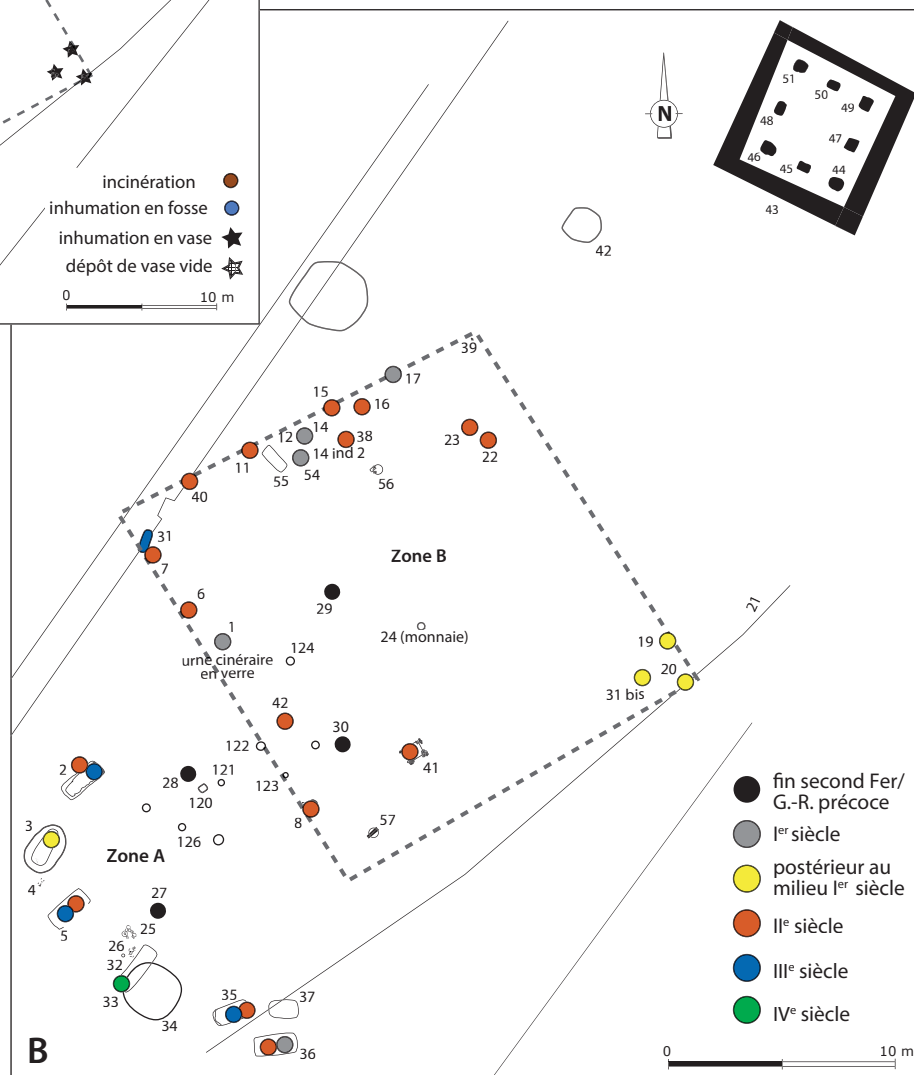 incinération
inhumation en fosse
inhumation en vase
dépôt de vase vide
0 10 m
N
51
50
49
48
47
46
45
44
43
42
39
17
15
16
14
12
38
23
14 ind 2
22
11
54
55
56
40
31
7
Zone B
6
29
1
24 (monnaie)
21
urne cinéraire
en verre
124
19
20
31 bis
42
30
122
41
2
121
28
123
120
8
57
3
126
Zone A
4
27
5
25
26
32
33
34
35
37
36
fin second Fer/
G.-R. précoce
Ier siècle
postérieur au
milieu Ier siècle
IIe siècle
IIIe siècle
IVe siècle
B
0 10 m